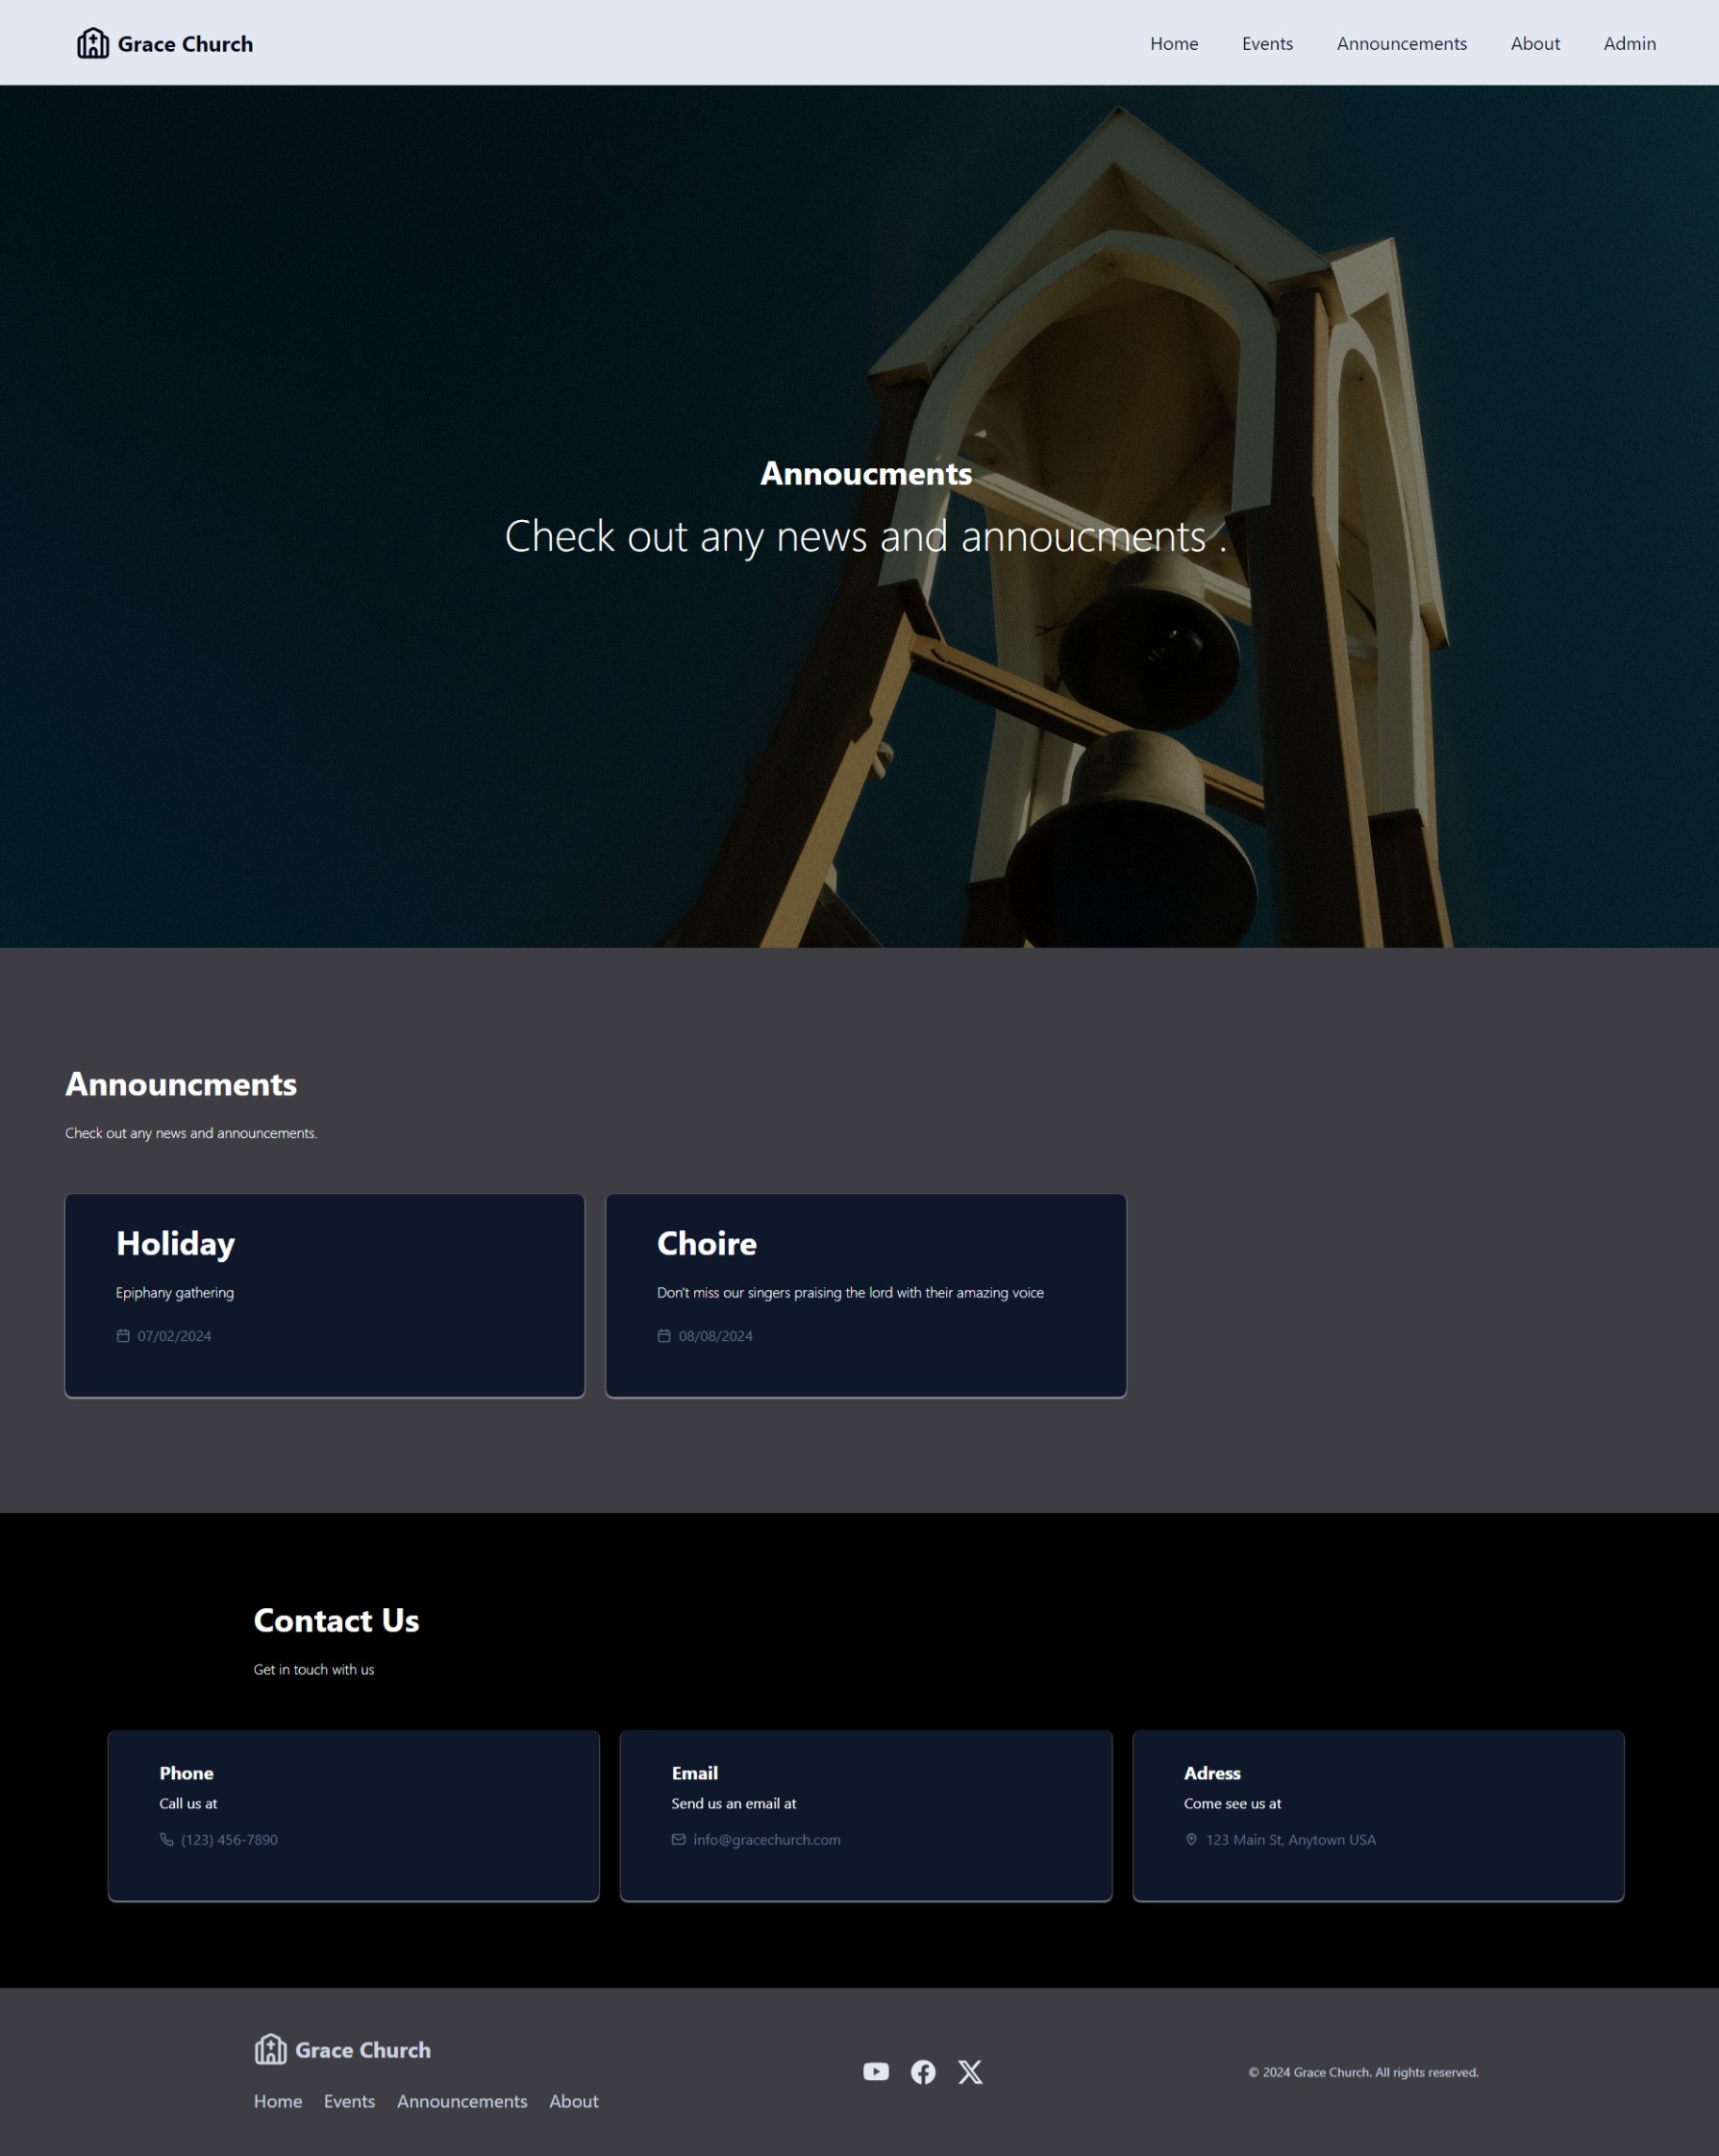 Grace Church
Home Events Announcements About Admin
Annoucments
Check out any news and annoucments .
Announcments
Check out any news and announcements.
Holiday
Epiphany gathering
07/02/2024
Choire
Don't miss our singers praising the lord with their amazing voice
08/08/2024
Contact Us
Get in touch with us
Phone
Call us at
(123) 456-7890
Email
Send us an email at
info@gracechurch.com
Adress
Come see us at
123 Main St, Anytown USA
Grace Church
Home Events Announcements About
© 2024 Grace Church. All rights reserved.